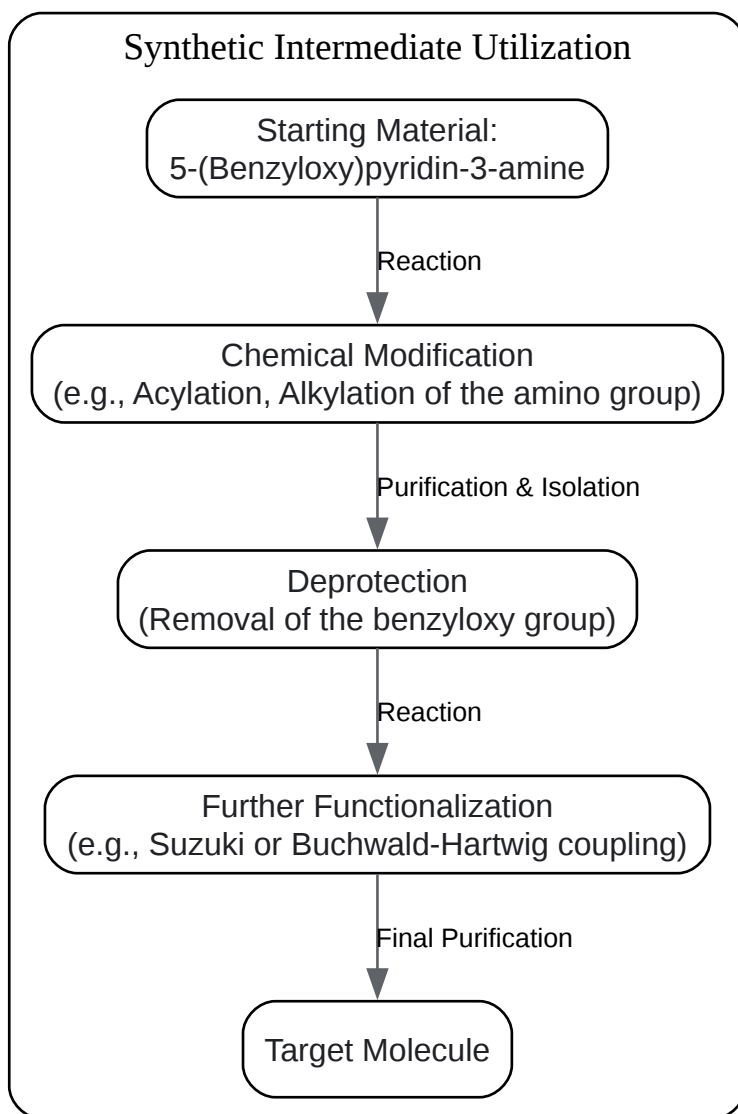 Synthetic Intermediate Utilization
Starting Material:
5-(Benzyloxy)pyridin-3-amine
Reaction
Chemical Modification
(e.g., Acylation, Alkylation of the amino group)
Purification & Isolation
Deprotection
(Removal of the benzyloxy group)
Reaction
Further Functionalization
(e.g., Suzuki or Buchwald-Hartwig coupling)
Final Purification
Target Molecule